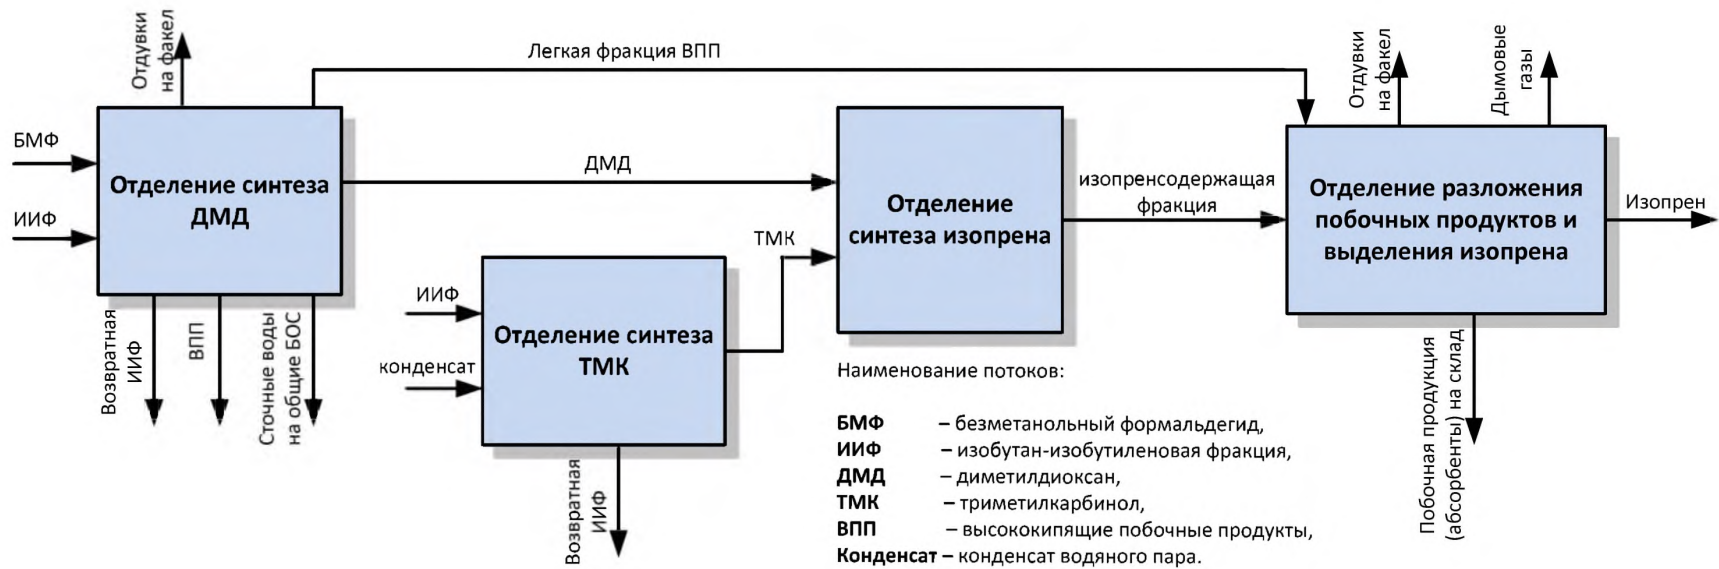 Отдувки
на факел
Легкая фракция ВПП
Отдувки
на факел
Дымовые
газы
БМФ
ИИФ
Отделение синтеза
ДМД
ДМД
Отделение
синтеза изопрена
изопренсодержащая
фракция
Отделение разложения
побочных продуктов и
выделения изопрена
Изопрен
Возвратная
ИИФ
ВПП
Сточные воды
на общие БОС
ИИФ
конденсат
Отделение синтеза
ТМК
ТМК
Возвратная
ИИФ
Побочная продукция
(абсорбенты) на склад
Наименование потоков:
БМФ – безметанольный формальдегид,
ИИФ – изобутан-изобутиленовая фракция,
ДМД – диметилдиоксан,
ТМК – триметилкарбинол,
ВПП – высококипящие побочные продукты,
Конденсат – конденсат водяного пара.